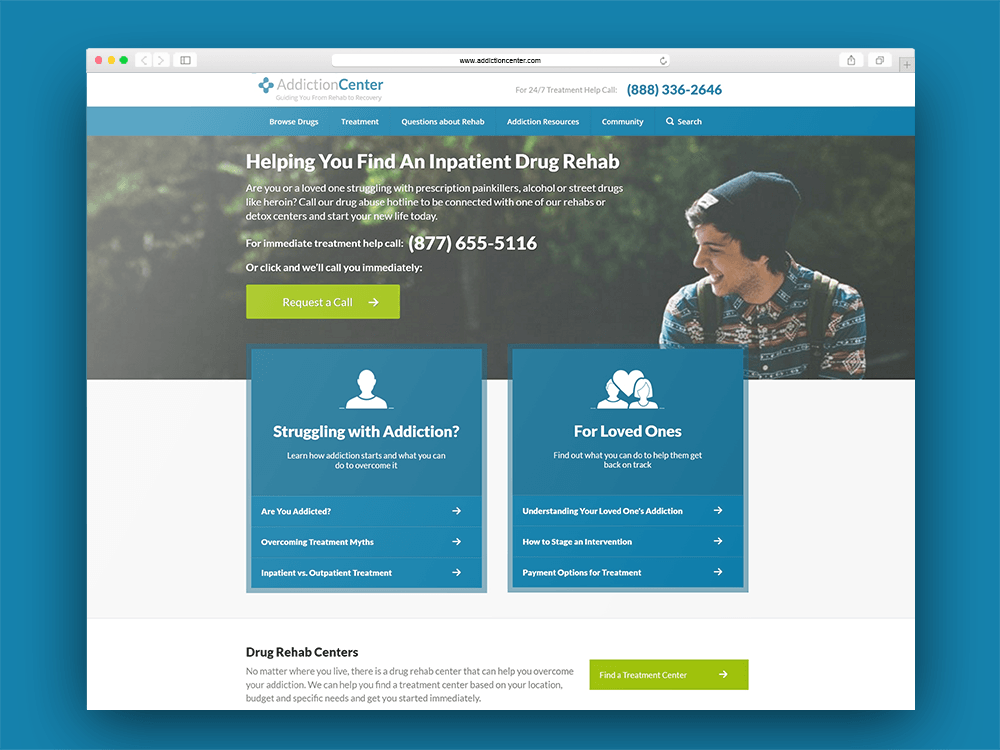 www.addictioncenter.com
AddictionCenter
Guiding You From Rehab to Recovery
For 24/7 Treatment Help Call: (888) 336-2646
Browse Drugs Treatment Questions about Rehab Addiction Resources Community Search
Helping You Find An Inpatient Drug Rehab
Are you or a loved one struggling with prescription painkillers, alcohol or street drugs
like heroin? Call our drug abuse hotline to be connected with one of our rehabs or
detox centers and start your new life today.
For immediate treatment help call: (877) 655-5116
Or click and we'll call you immediately:
Request a Call
Struggling with Addiction?
Learn how addiction starts and what you can
do to overcome it
Are You Addicted?
Overcoming Treatment Myths
Inpatient vs. Outpatient Treatment
For Loved Ones
Find out what you can do to help them get
back on track
Understanding Your Loved One's Addiction
How to Stage an Intervention
Payment Options for Treatment
Drug Rehab Centers
No matter where you live, there is a drug rehab center that can help you overcome
your addiction. We can help you find a treatment center based on your location,
budget and specific needs and get you started immediately.
Find a Treatment Center